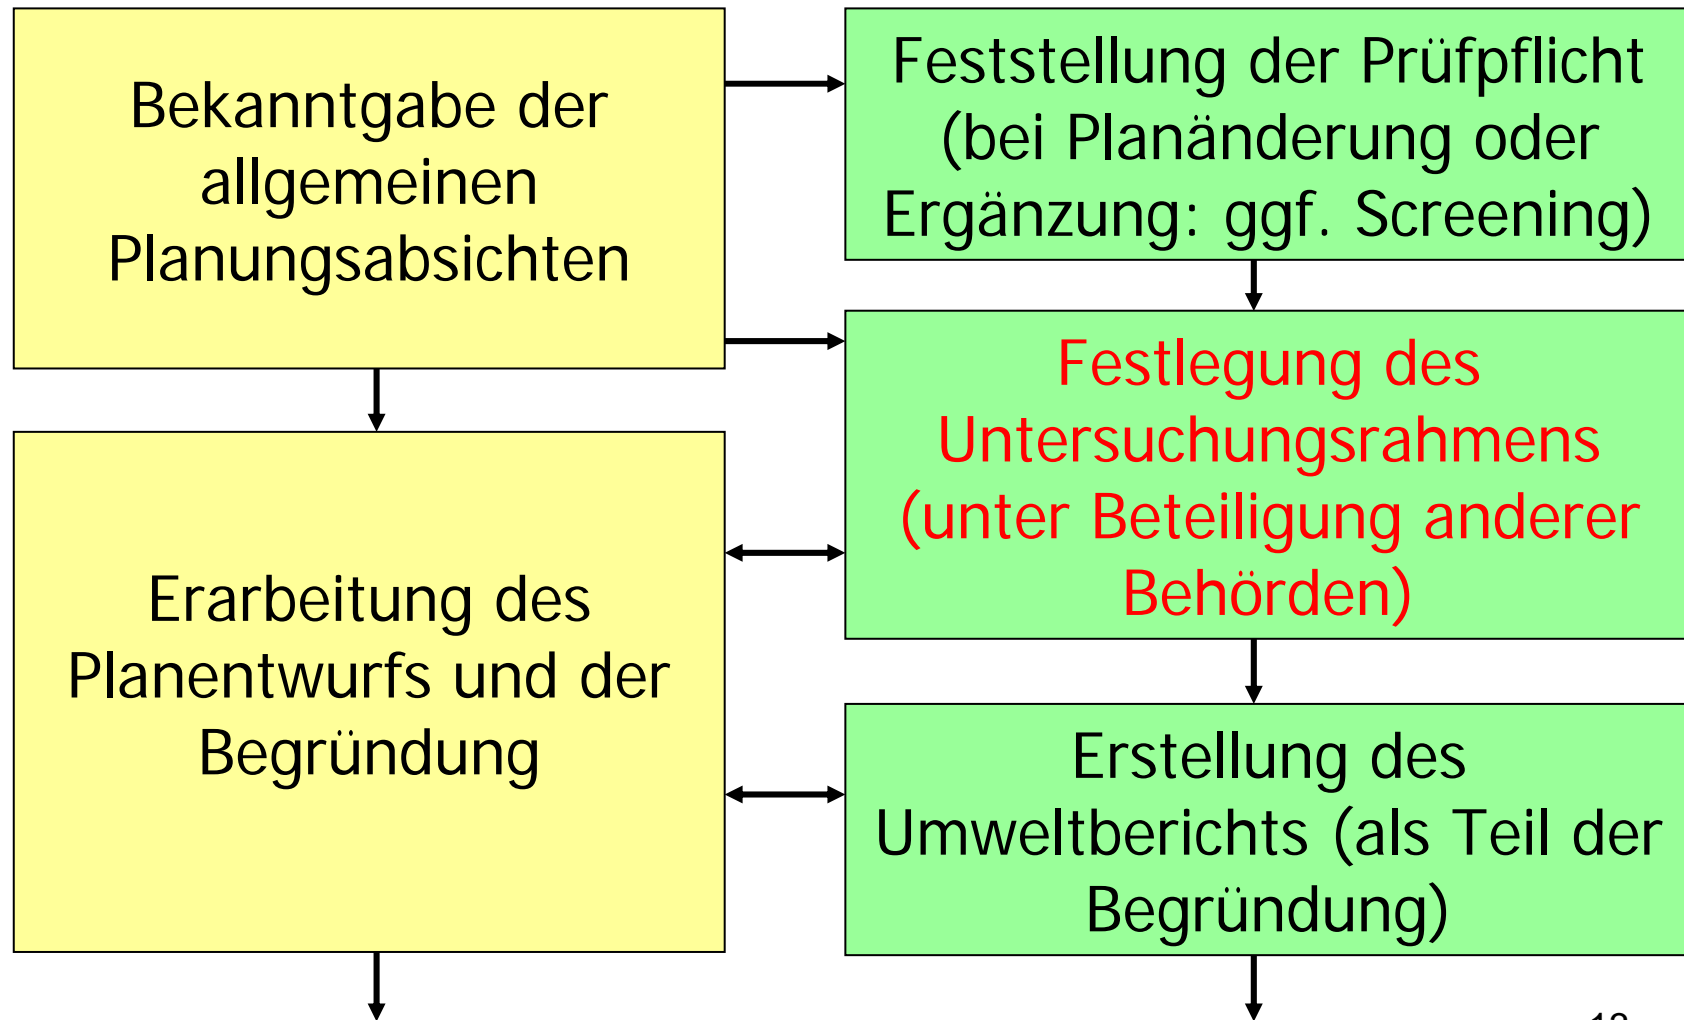 Bekanntgabe der
allgemeinen
Planungsabsichten
Feststellung der Prüfpflicht
(bei Planänderung oder
Ergänzung: ggf. Screening)
Festlegung des
Untersuchungsrahmens
(unter Beteiligung anderer
Behörden)
Erarbeitung des
Planentwurfs und der
Begründung
Erstellung des
Umweltberichts (als Teil der
Begründung)